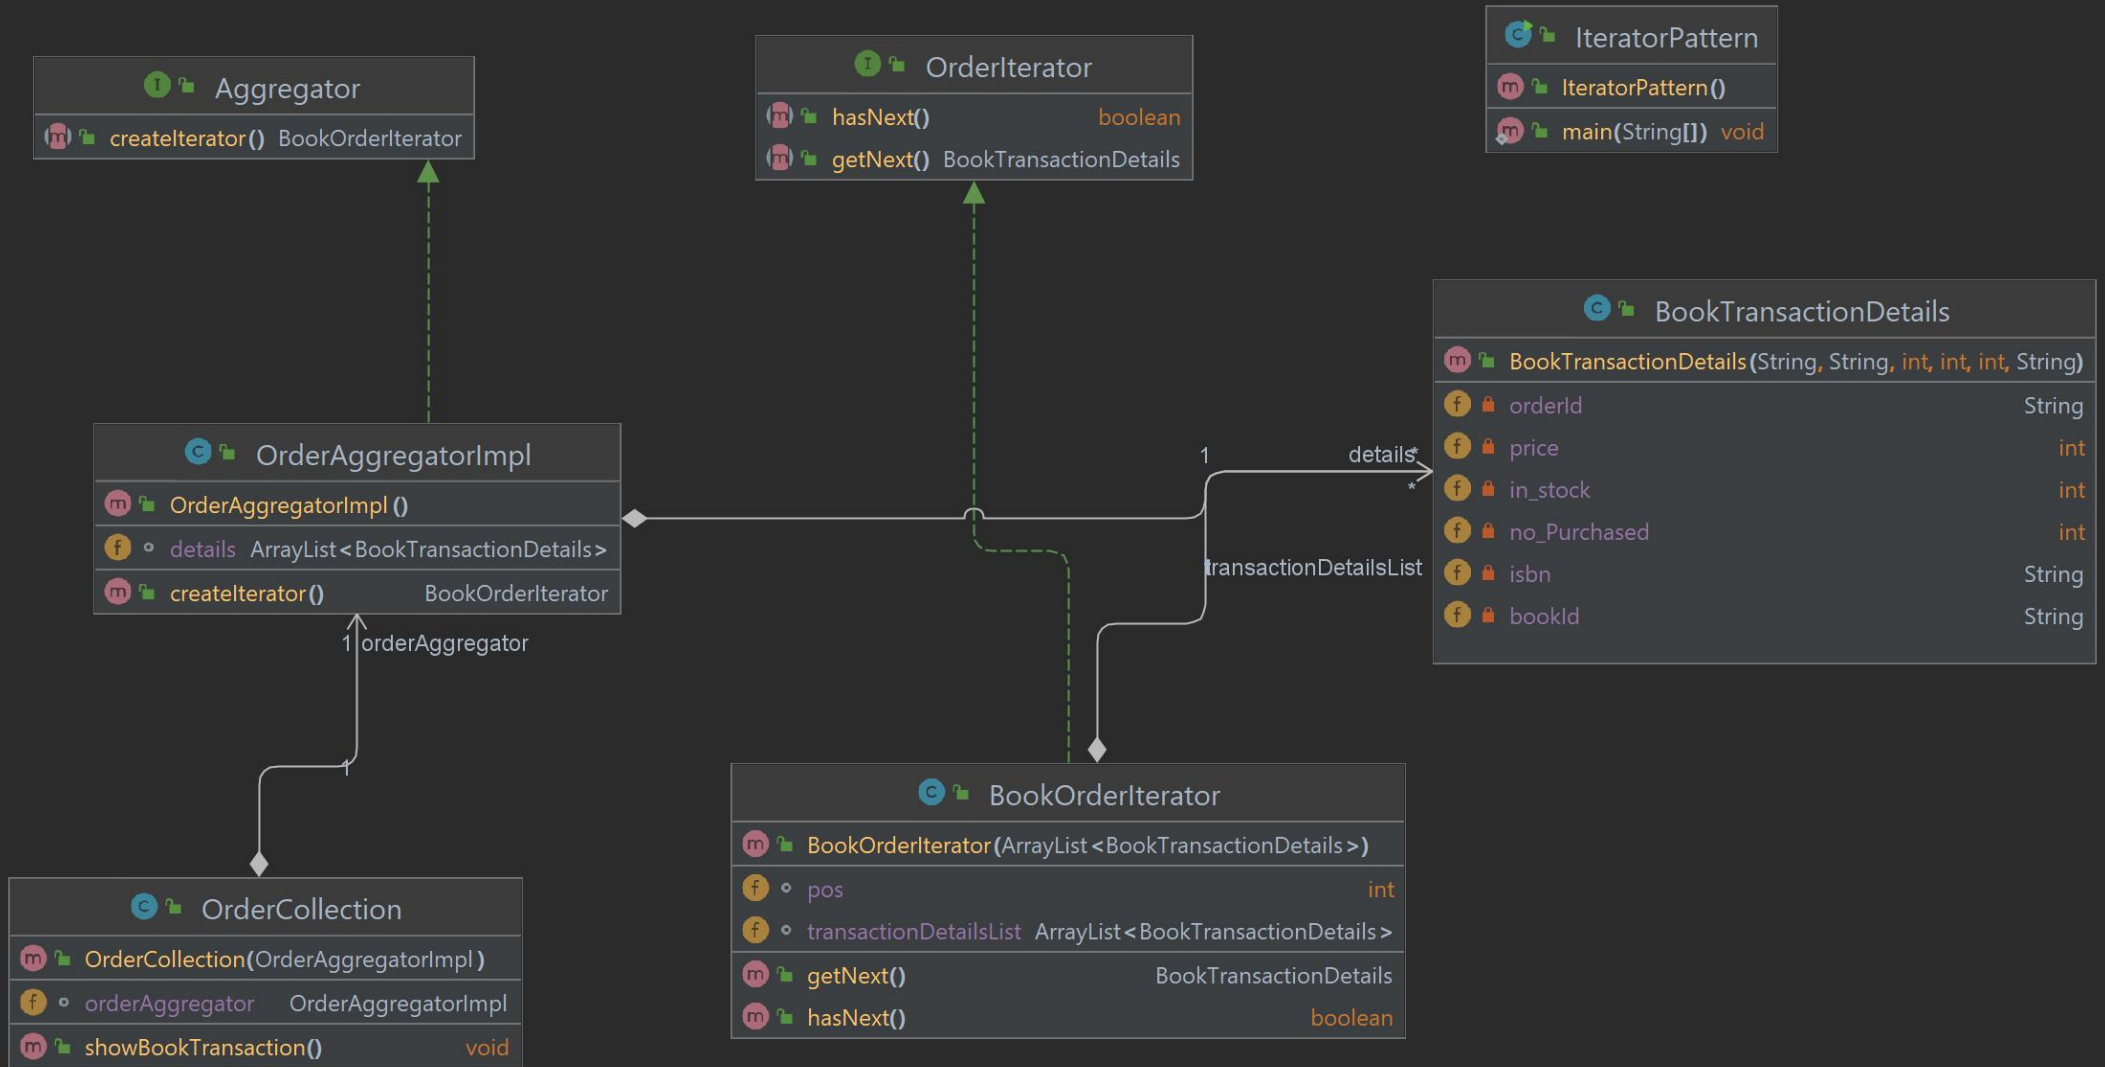 Aggregator
createIterator() BookOrderIterator
OrderIterator
hasNext() boolean
getNext() BookTransactionDetails
IteratorPattern
IteratorPattern()
main(String[]) void
BookTransactionDetails
BookTransactionDetails(String, String, int, int, int, String)
orderId String
price int
in_stock int
no_Purchased int
isbn String
bookId String
OrderAggregatorImpl
OrderAggregatorImpl()
details ArrayList<BookTransactionDetails>
createIterator() BookOrderIterator
1 details*
*
transactionDetailsList
1 orderAggregator
1
BookOrderIterator
BookOrderIterator(ArrayList<BookTransactionDetails>)
pos int
transactionDetailsList ArrayList<BookTransactionDetails>
getNext() BookTransactionDetails
hasNext() boolean
OrderCollection
OrderCollection(OrderAggregatorImpl)
orderAggregator OrderAggregatorImpl
showBookTransaction() void